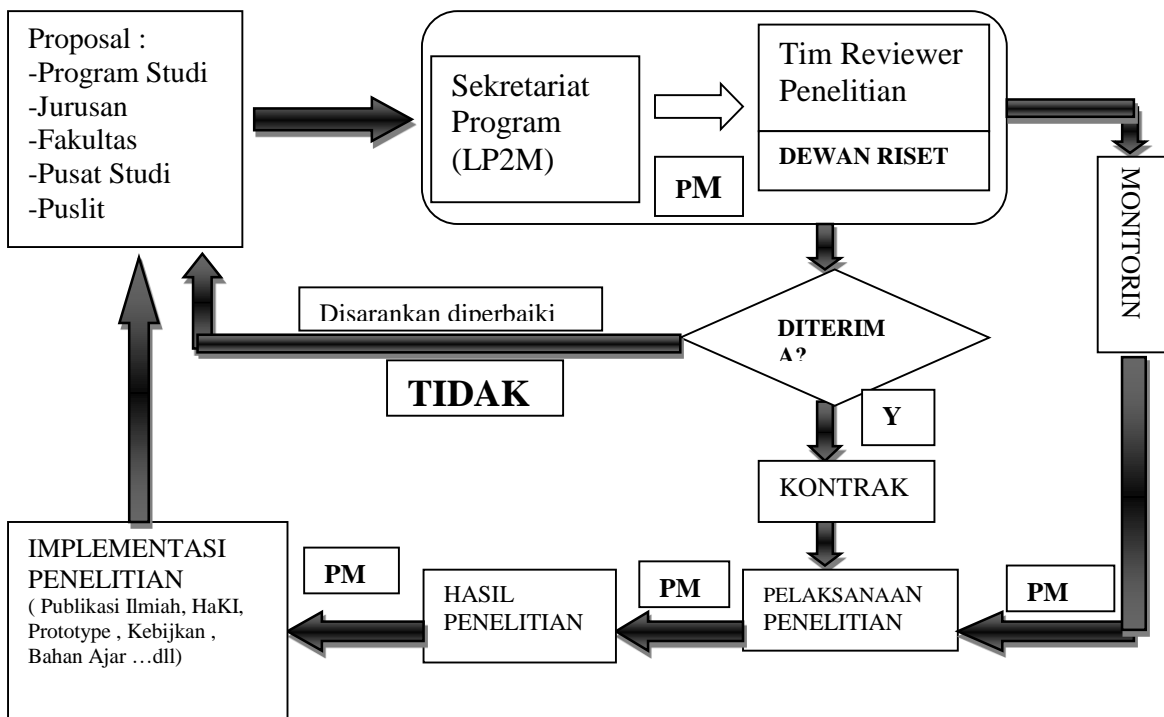 Proposal :
-Program Studi
-Jurusan
-Fakultas
-Pusat Studi
-Puslit
Sekretariat
Program
(LP2M)
PM
Tim Reviewer
Penelitian
DEWAN RISET
MONITORIN
Disarankan diperbaiki
TIDAK
DITERIM
A?
Y
KONTRAK
PELAKSANAAN
PENELITIAN
PM
PM
HASIL
PENELITIAN
PM
IMPLEMENTASI
PENELITIAN
( Publikasi Ilmiah, HaKI,
Prototype , Kebijkan ,
Bahan Ajar …dll)